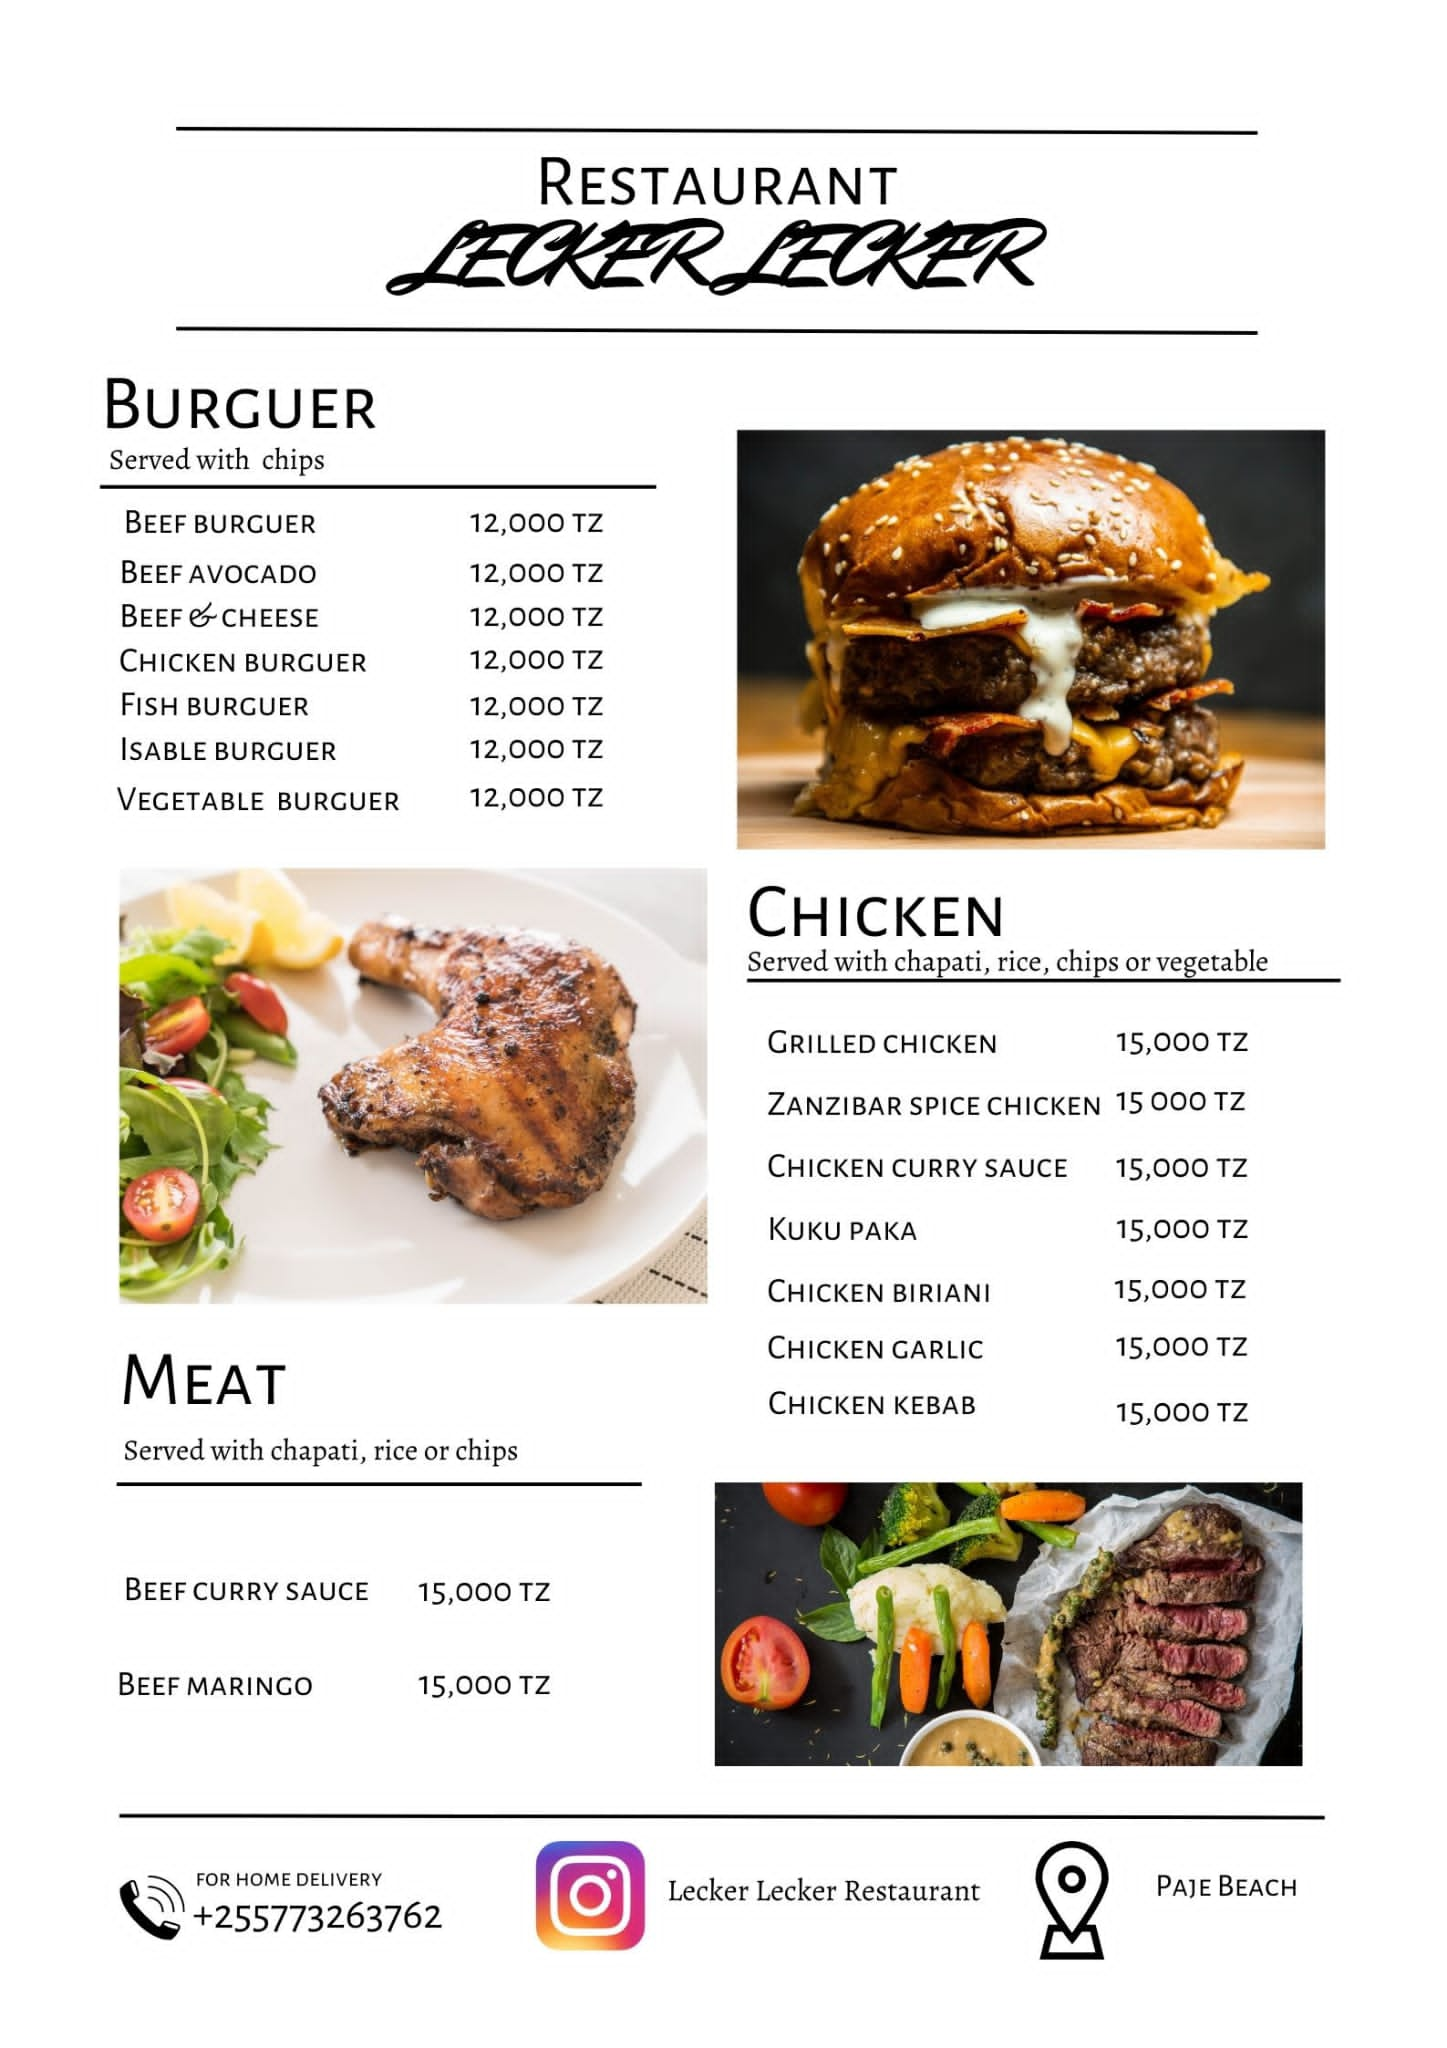 Restaurant
LECKER LECKER
Burguer
Served with chips
Beef burguer 12,000 TZ
Beef avocado 12,000 TZ
Beef & cheese 12,000 TZ
Chicken burguer 12,000 TZ
Fish burguer 12,000 TZ
Isable burguer 12,000 TZ
Vegetable burguer 12,000 TZ
Chicken
Served with chapati, rice, chips or vegetable
Grilled chicken 15,000 TZ
Zanzibar spice chicken 15 000 TZ
Chicken curry sauce 15,000 TZ
Kuku paka 15,000 TZ
Chicken biriani 15,000 TZ
Chicken garlic 15,000 TZ
Chicken kebab 15,000 TZ
Meat
Served with chapati, rice or chips
Beef curry sauce 15,000 TZ
Beef maringo 15,000 TZ
FOR HOME DELIVERY
+255773263762
Lecker Lecker Restaurant
Paje Beach